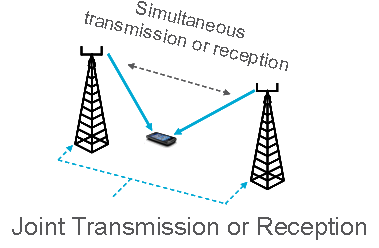 Simultaneous
transmission or reception
Joint Transmission or Reception